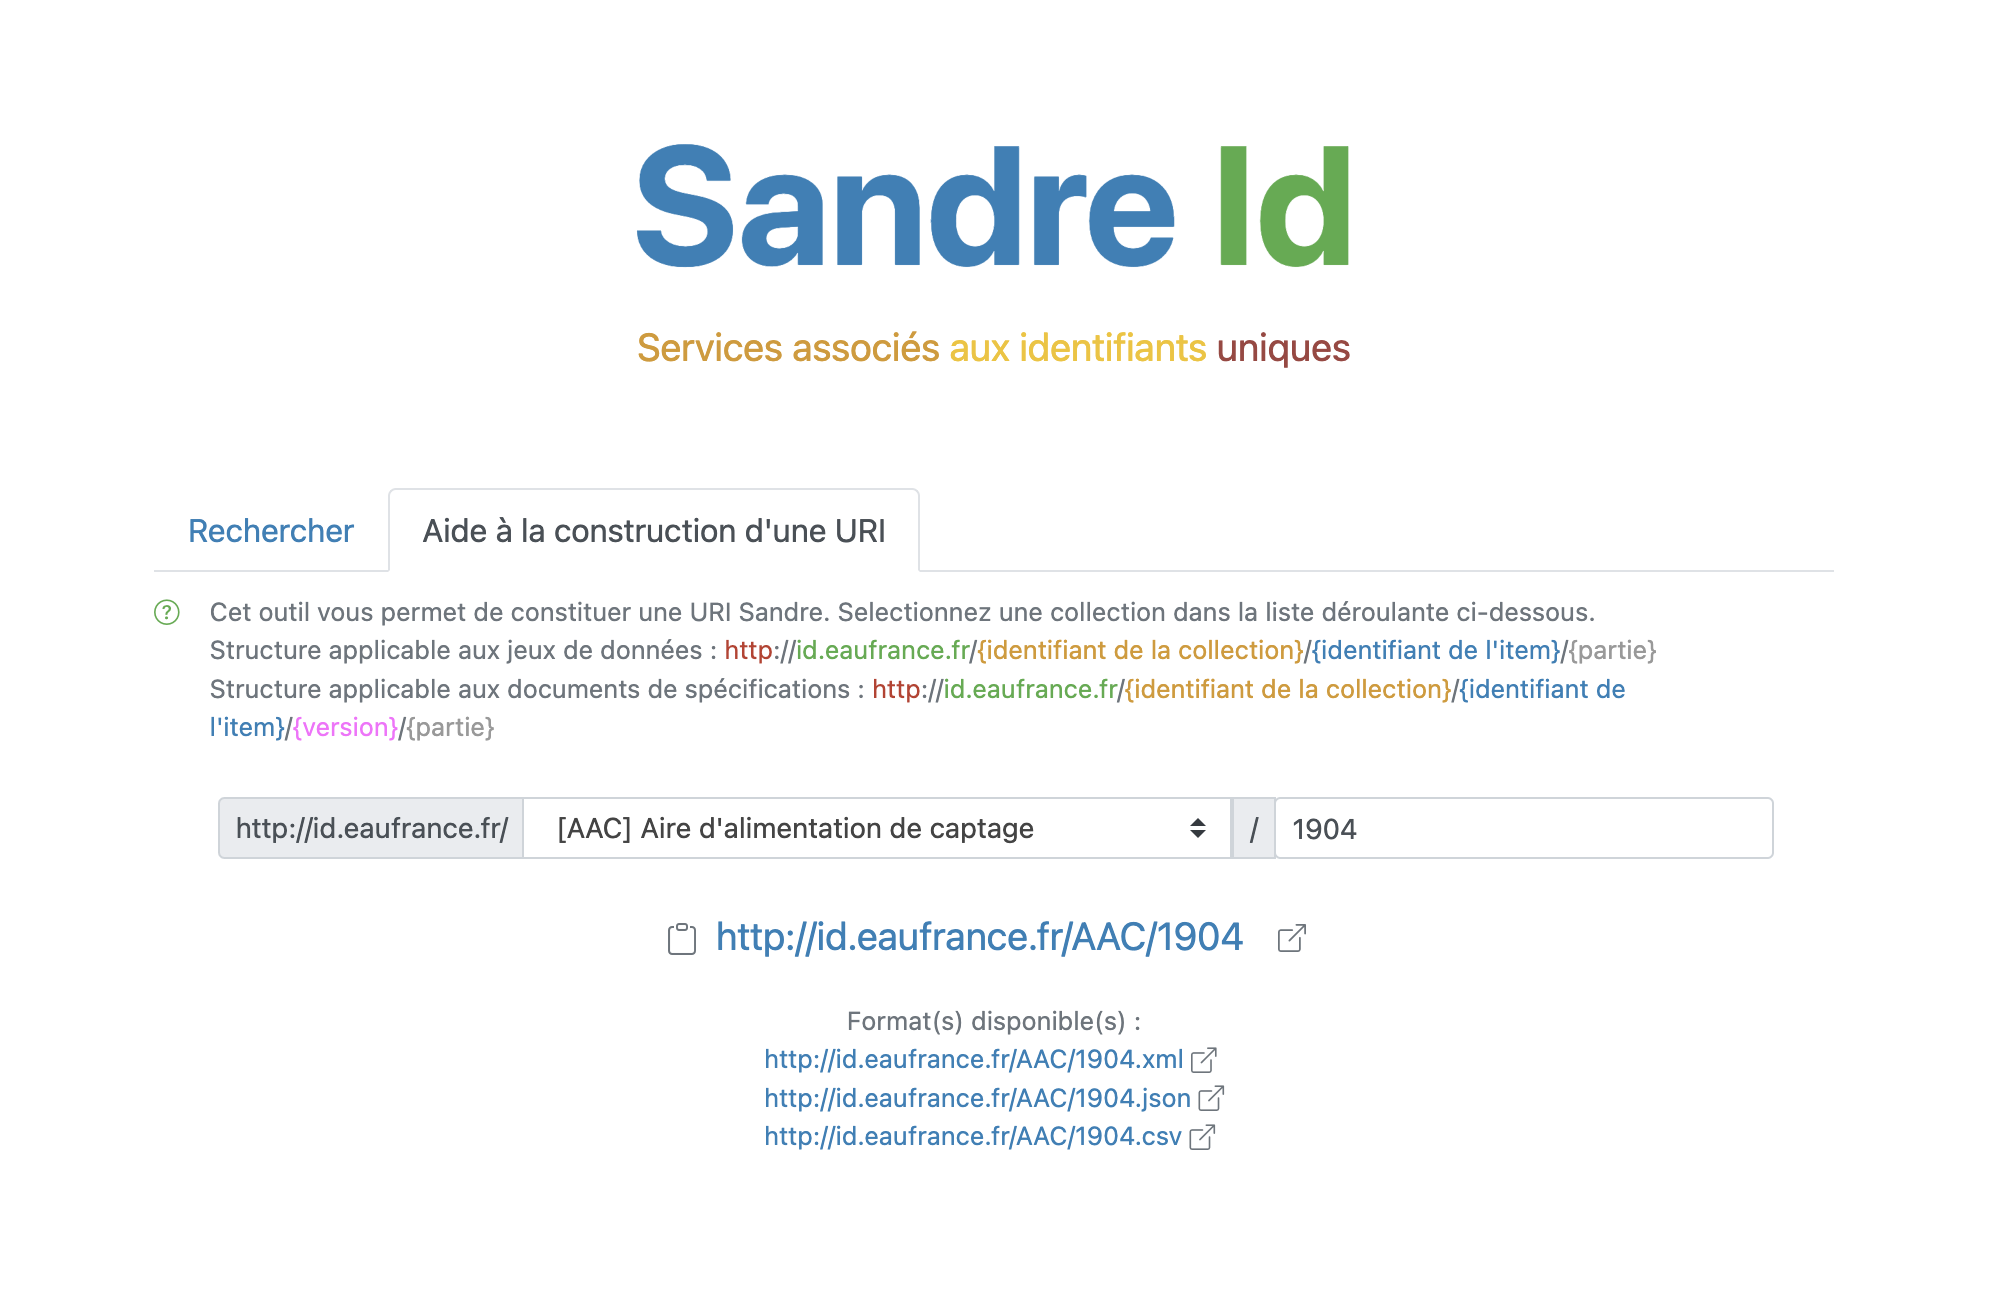 Sandre Id
Services associés aux identifiants uniques
Rechercher
Aide à la construction d'une URI
? Cet outil vous permet de constituer une URI Sandre. Selectionnez une collection dans la liste déroulante ci-dessous.
Structure applicable aux jeux de données : http://id.eaufrance.fr/{identifiant de la collection}/{identifiant de l'item}/{partie}
Structure applicable aux documents de spécifications : http://id.eaufrance.fr/{identifiant de la collection}/{identifiant de
l'item}/{version}/{partie}
http://id.eaufrance.fr/ [AAC] Aire d'alimentation de captage / 1904
http://id.eaufrance.fr/AAC/1904
Format(s) disponible(s) :
http://id.eaufrance.fr/AAC/1904.xml
http://id.eaufrance.fr/AAC/1904.json
http://id.eaufrance.fr/AAC/1904.csv